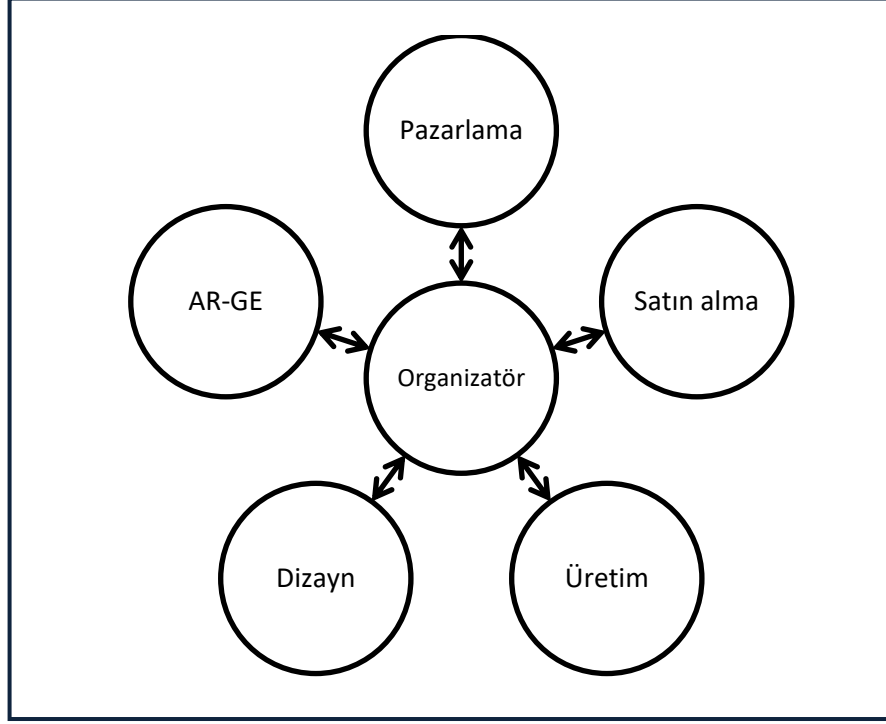 Pazarlama
AR-GE
Satın alma
Organizatör
Dizayn
Üretim